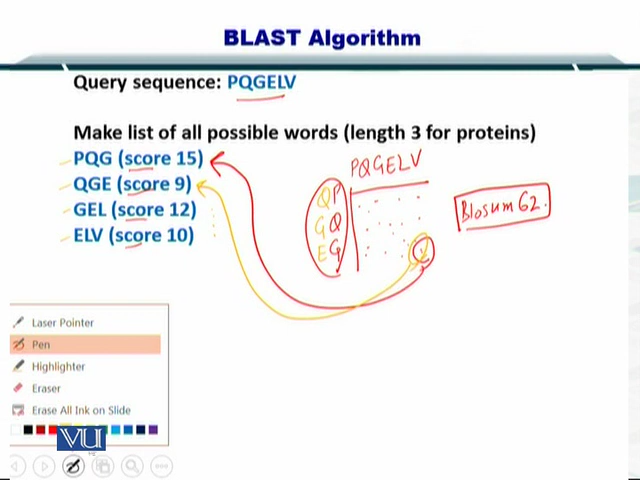 BLAST Algorithm
Query sequence: PQGELV
Make list of all possible words (length 3 for proteins)
PQG (score 15)
QGE (score 9)
GEL (score 12)
ELV (score 10)
PQGELV
QP
GQ
EG
Blosum 62.
Laser Pointer
Pen
Highlighter
Eraser
Erase All Ink on Slide
VU